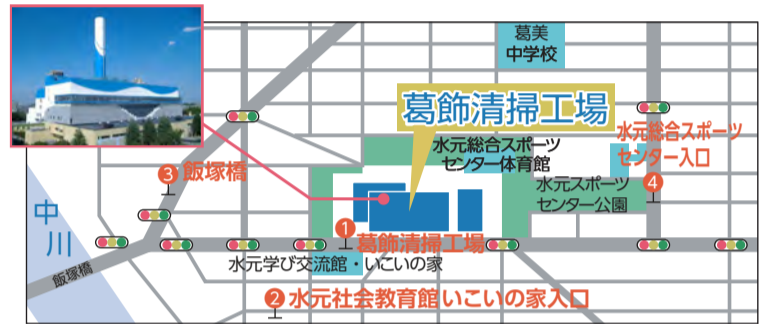 葛美
中学校
葛飾清掃工場
水元総合スポーツ
センター体育館
水元総合スポーツ
センター入口
3 飯塚橋
水元スポーツ
センター公園
4
中
川
1
葛飾清掃工場
水元学び交流館・いこいの家
飯塚橋
2 水元社会教育館いこいの家入口